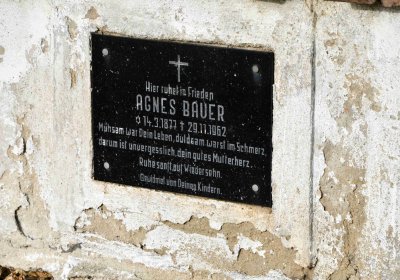 Hier ruhet in Frieden
AGNES BAUER
✩ 14.3.1877 ✝ 29.11.1962
Mühsam war Dein Leben, duldsam warst im Schmerz,
darum ist unvergesslich, dein gutes Mutterherz.
Ruhe sanft auf Wiedersehn.
Gewidmet von Deinen Kindern.